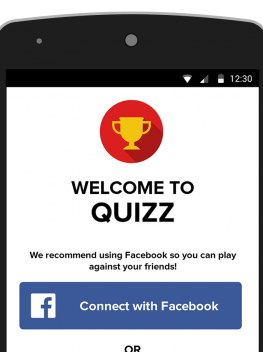 12:30
WELCOME TO
QUIZZ
We recommend using Facebook so you can play
against your friends!
f Connect with Facebook
OR